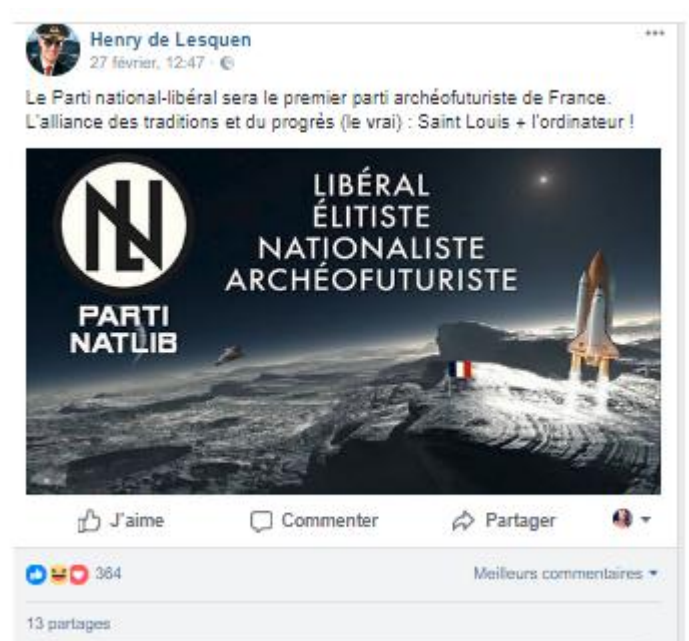 Henry de Lesquen
27 février, 12:47 ·
Le Parti national-libéral sera le premier parti archéofuturiste de France.
L'alliance des traditions et du progrès (le vrai) : Saint Louis + l'ordinateur !
NL
PARTI
NATLIB
LIBÉRAL
ÉLITISTE
NATIONALISTE
ARCHÉOFUTURISTE
J'aime
Commenter
Partager
364
Meilleurs commentaires
13 partages